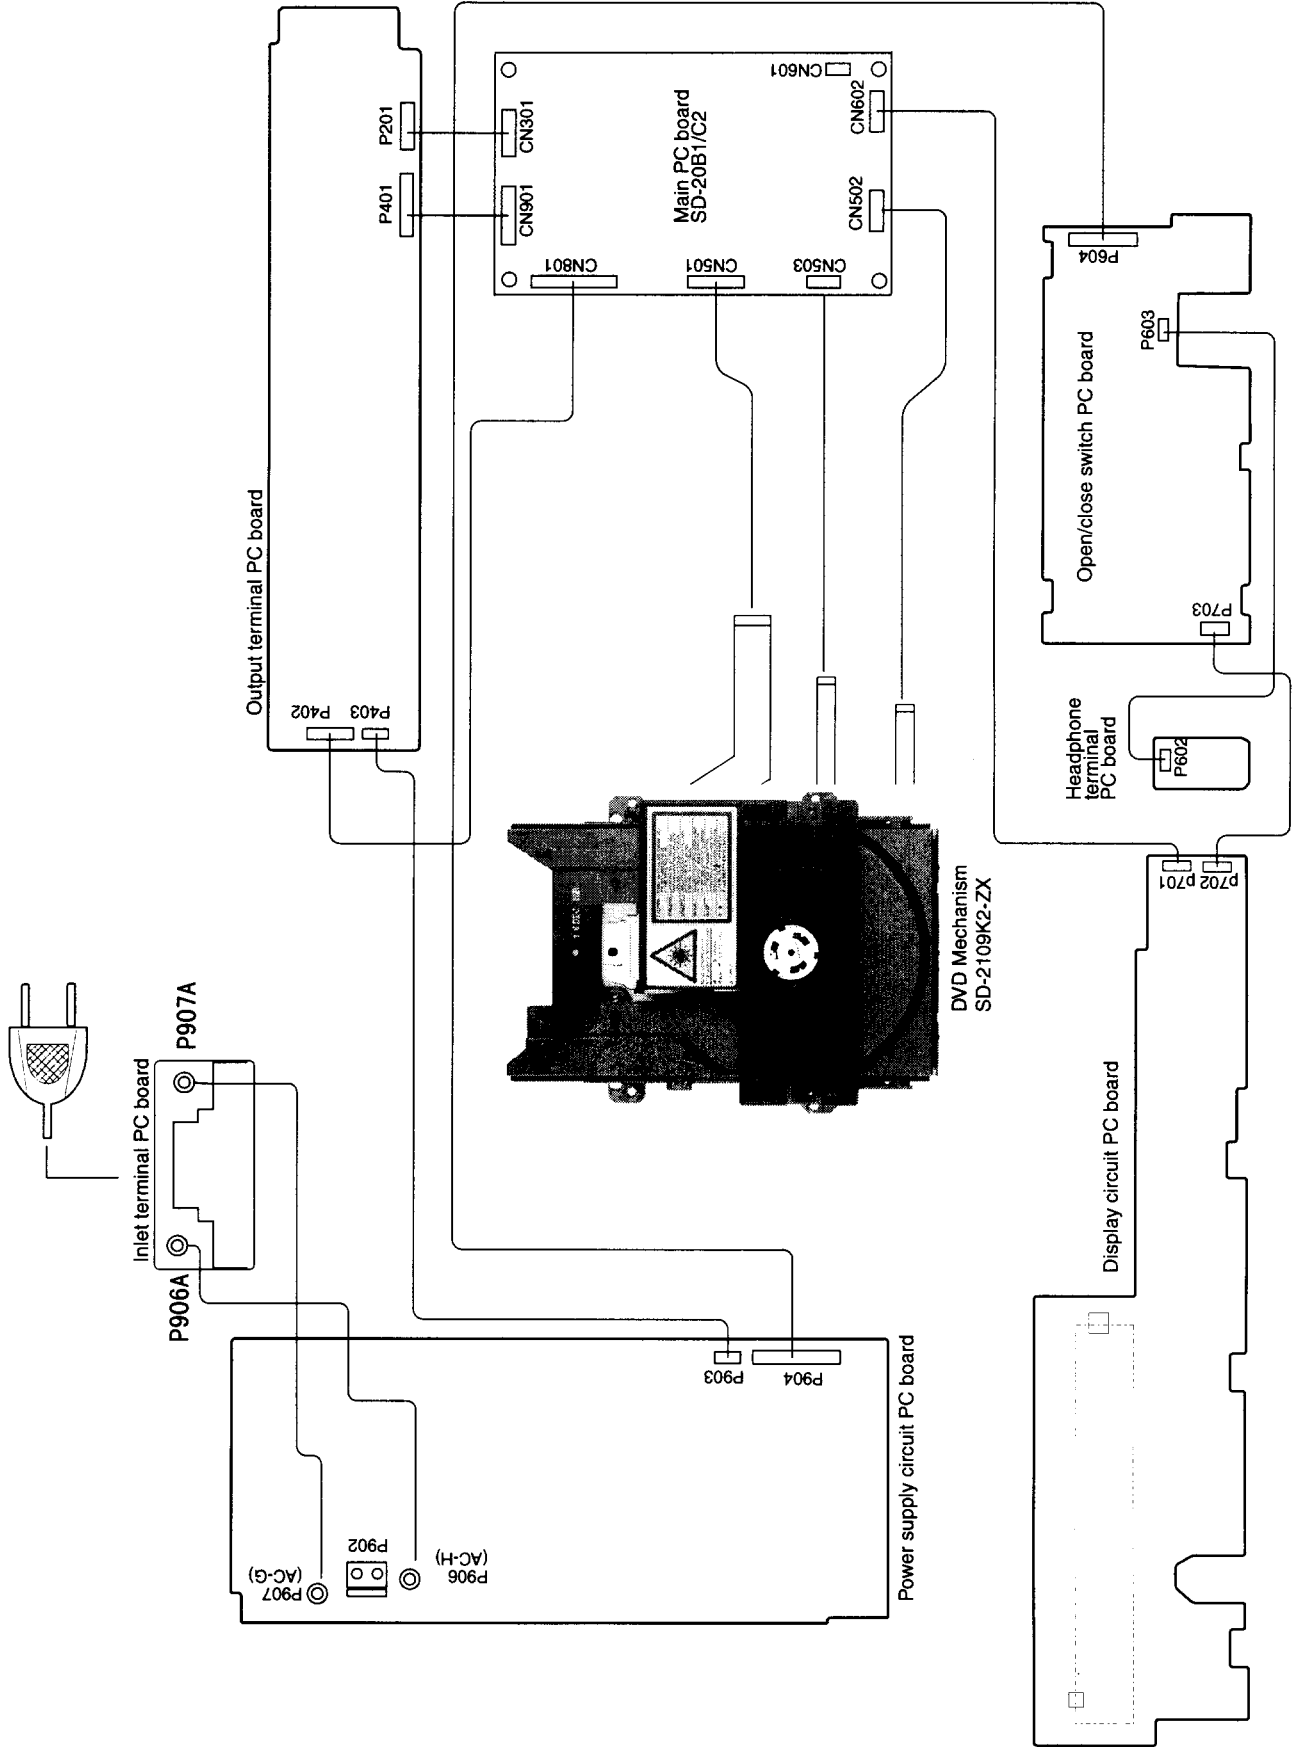 Output terminal PC board
P402
P403
P401
P201
CN901
CN301
CN801
CN501
CN503
CN601
CN602
CN502
Main PC board
SD-20B1/C2
P604
P603
P703
Open/close switch PC board
Headphone
terminal
PC board
P602
p701
p702
Display circuit PC board
DVD Mechanism
SD-2109K2-ZX
P907A
Inlet terminal PC board
P906A
P903
P904
Power supply circuit PC board
P907
(AC-G)
P902
P906
(AC-H)